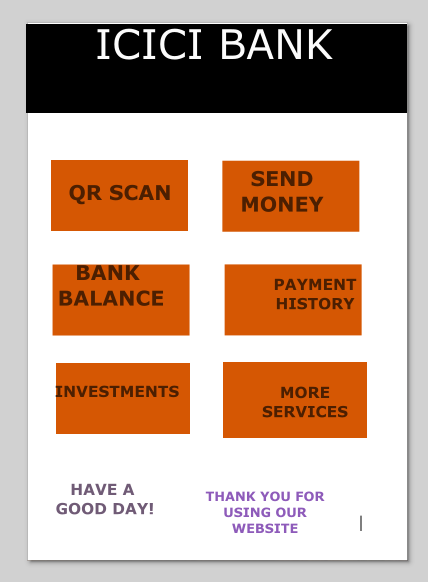 ICICI BANK
QR SCAN
SEND
MONEY
BANK
BALANCE
PAYMENT
HISTORY
INVESTMENTS
MORE
SERVICES
HAVE A
GOOD DAY!
THANK YOU FOR
USING OUR
WEBSITE